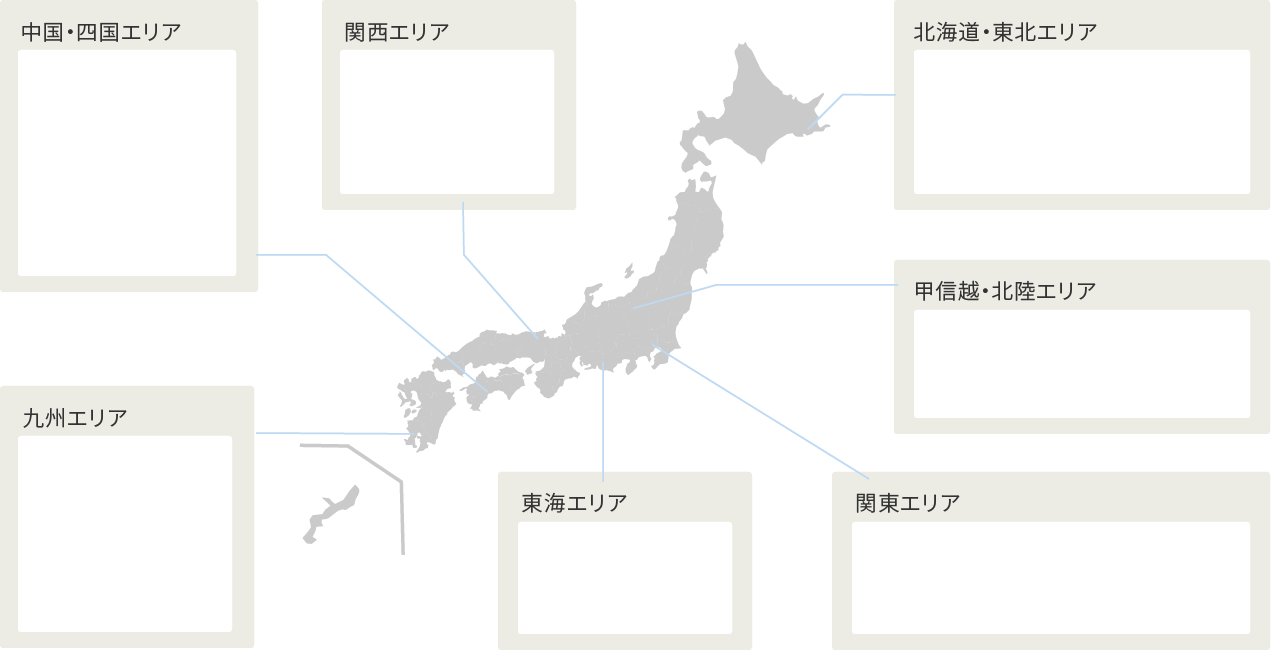 中国・四国エリア
関西エリア
北海道・東北エリア
甲信越・北陸エリア
九州エリア
東海エリア
関東エリア